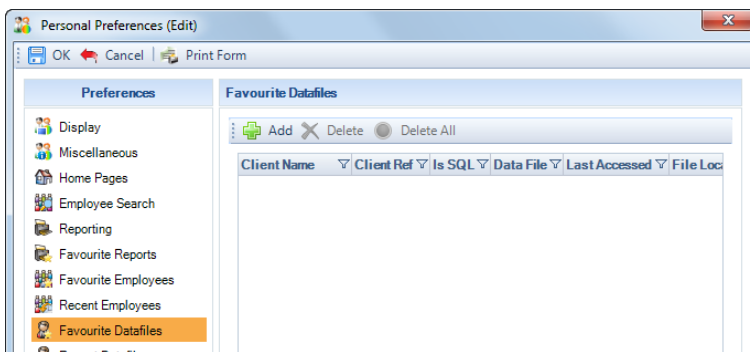 Personal Preferences (Edit)
x
OK Cancel Print Form
Preferences
Favourite Datafiles
Display
Miscellaneous
Home Pages
Employee Search
Reporting
Favourite Reports
Favourite Employees
Recent Employees
Favourite Datafiles
Add Delete Delete All
Client Name Client Ref Is SQL Data File Last Accessed File Loca